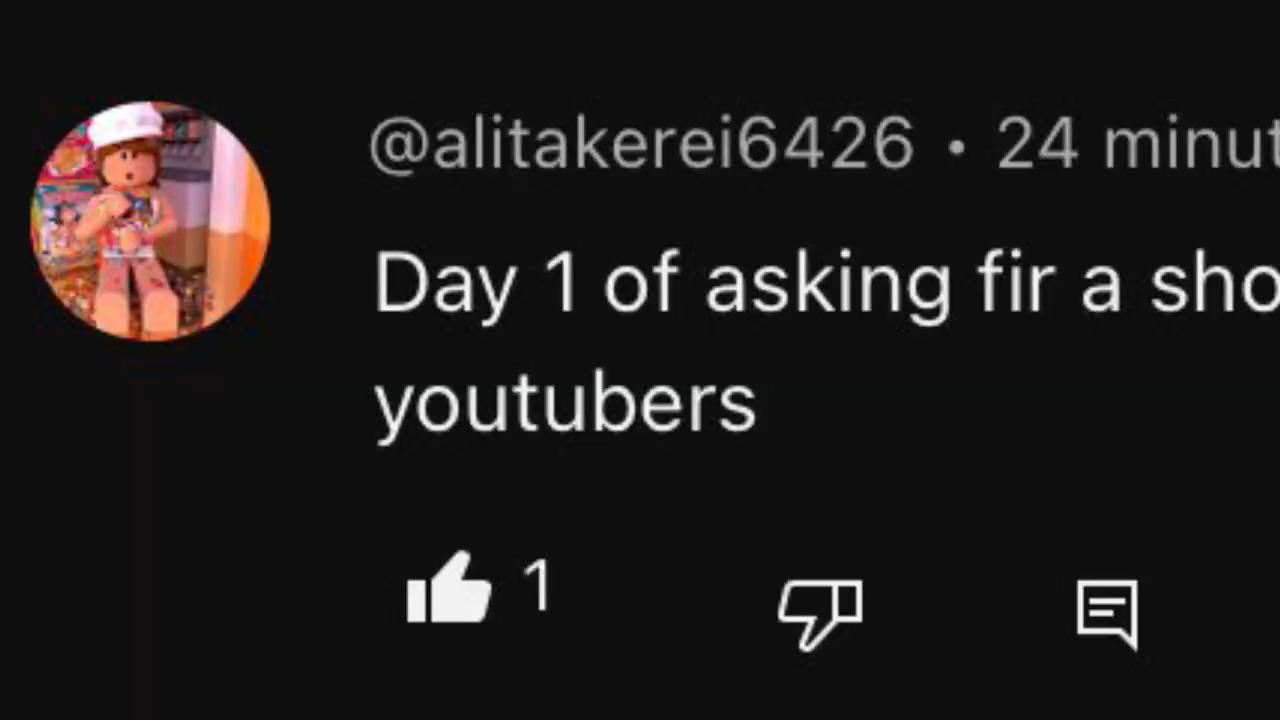 @alitakerei6426 • 24 minut
Day 1 of asking fir a sho
youtubers
1